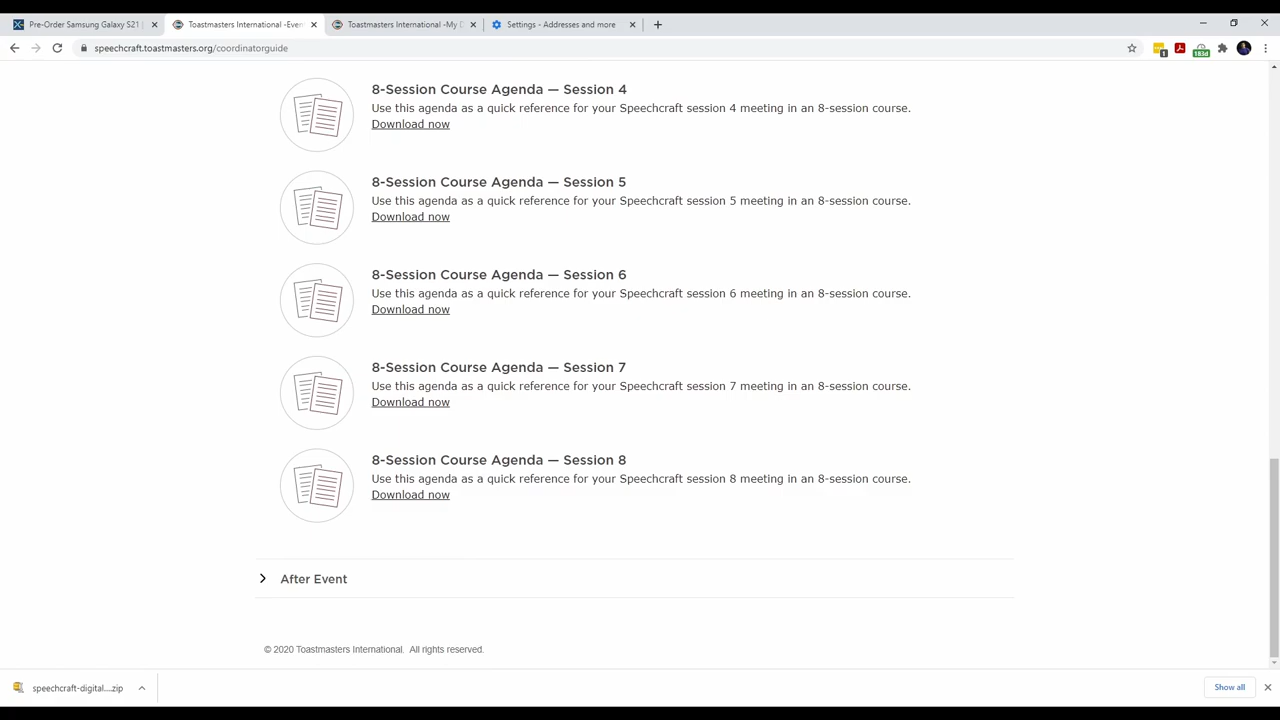 Pre-Order Samsung Galaxy S21 |
Toastmasters International -Even
Toastmasters International -My D
Settings - Addresses and more
speechcraft.toastmasters.org/coordinatorguide
1
183d
8-Session Course Agenda — Session 4
Use this agenda as a quick reference for your Speechcraft session 4 meeting in an 8-session course.
Download now
8-Session Course Agenda — Session 5
Use this agenda as a quick reference for your Speechcraft session 5 meeting in an 8-session course.
Download now
8-Session Course Agenda — Session 6
Use this agenda as a quick reference for your Speechcraft session 6 meeting in an 8-session course.
Download now
8-Session Course Agenda — Session 7
Use this agenda as a quick reference for your Speechcraft session 7 meeting in an 8-session course.
Download now
8-Session Course Agenda — Session 8
Use this agenda as a quick reference for your Speechcraft session 8 meeting in an 8-session course.
Download now
After Event
© 2020 Toastmasters International. All rights reserved.
speechcraft-digital....zip
Show all